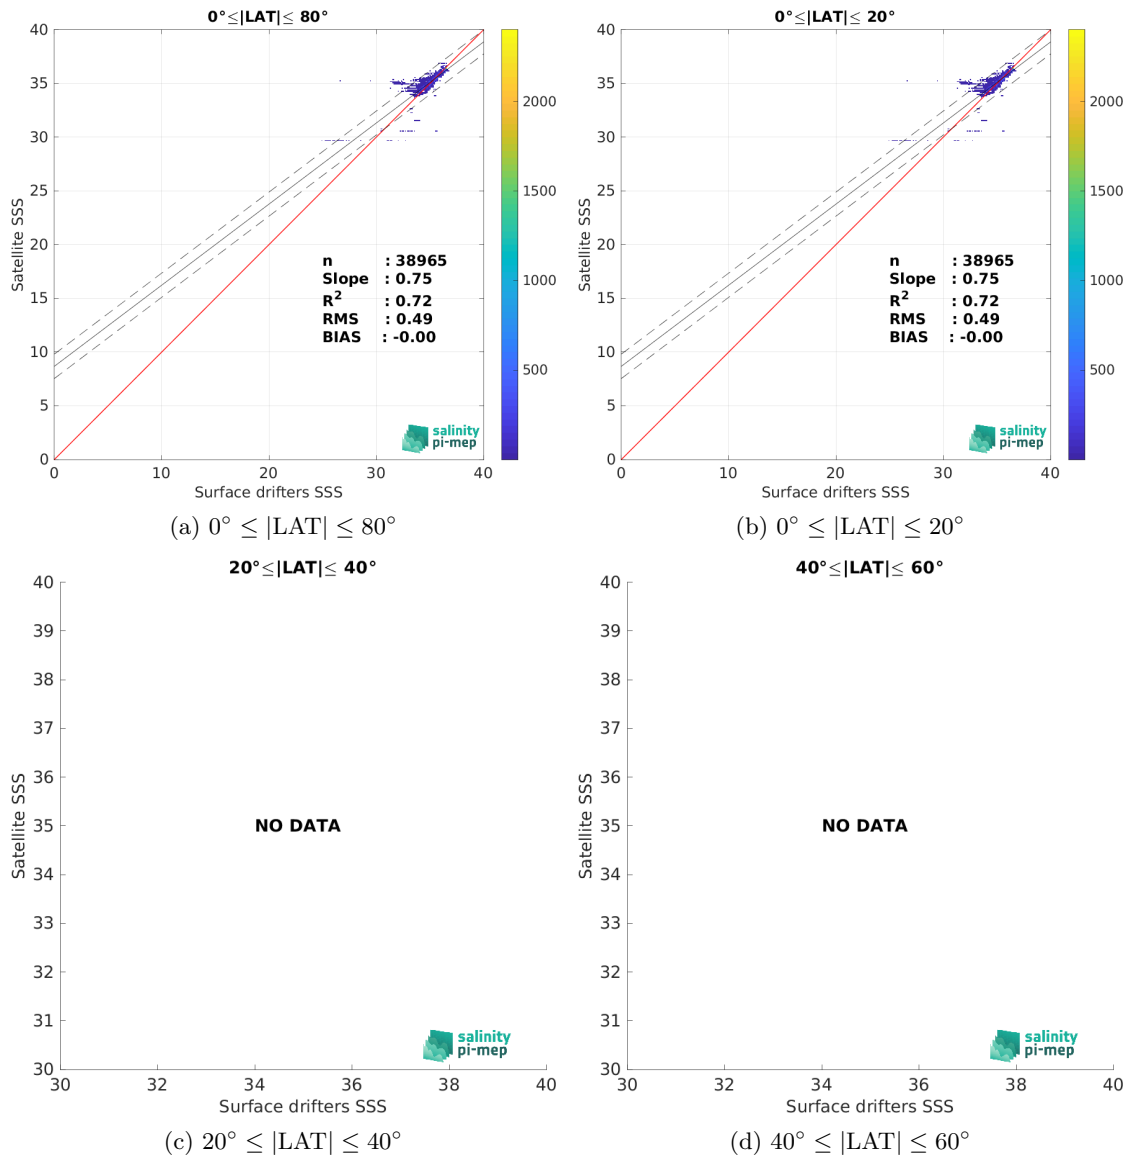 0°≤|LAT|≤ 80°
40
35
30
25
20
15
10
5
0
0
10
20
30
40
Satellite SSS
Surface drifters SSS
n : 38965
Slope : 0.75
R² : 0.72
RMS : 0.49
BIAS : -0.00
salinity
pi-mep
2000
1500
1000
500
(a) 0° ≤ |LAT| ≤ 80°
0°≤|LAT|≤ 20°
40
35
30
25
20
15
10
5
0
0
10
20
30
40
Satellite SSS
Surface drifters SSS
n : 38965
Slope : 0.75
R² : 0.72
RMS : 0.49
BIAS : -0.00
salinity
pi-mep
2000
1500
1000
500
(b) 0° ≤ |LAT| ≤ 20°
20°≤|LAT|≤ 40°
40
39
38
37
36
35
34
33
32
31
30
30
32
34
36
38
40
Satellite SSS
NO DATA
salinity
pi-mep
Surface drifters SSS
(c) 20° ≤ |LAT| ≤ 40°
40°≤|LAT|≤ 60°
40
39
38
37
36
35
34
33
32
31
30
30
32
34
36
38
40
Satellite SSS
NO DATA
salinity
pi-mep
Surface drifters SSS
(d) 40° ≤ |LAT| ≤ 60°